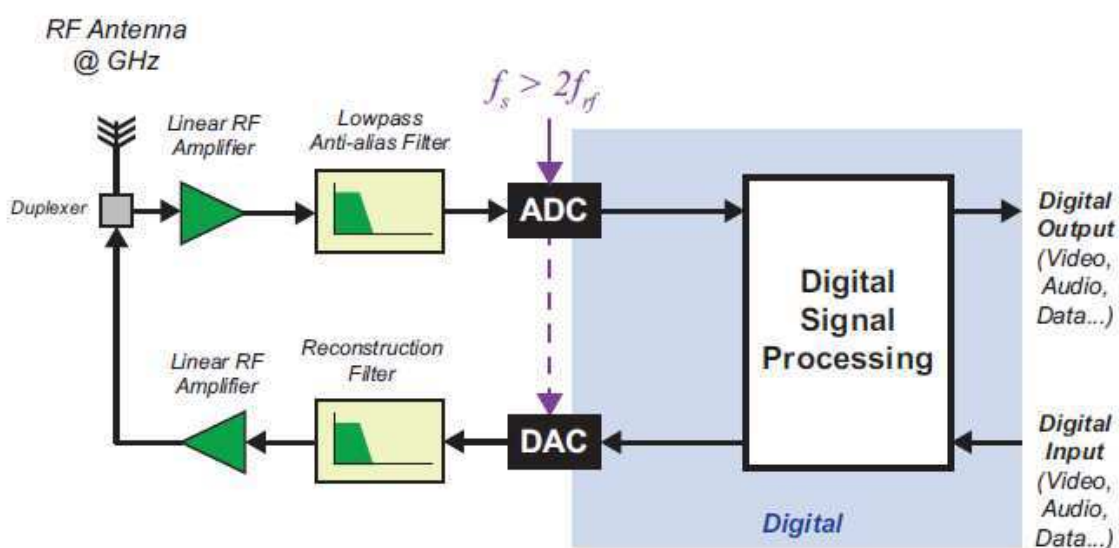 RF Antenna
@ GHz
Linear RF
Amplifier
Lowpass
Anti-alias Filter
fs > 2frf
Duplexer
ADC
Digital
Signal
Processing
Digital
Output
(Video,
Audio,
Data...)
Linear RF
Amplifier
Reconstruction
Filter
DAC
Digital
Digital
Input
(Video,
Audio,
Data...)